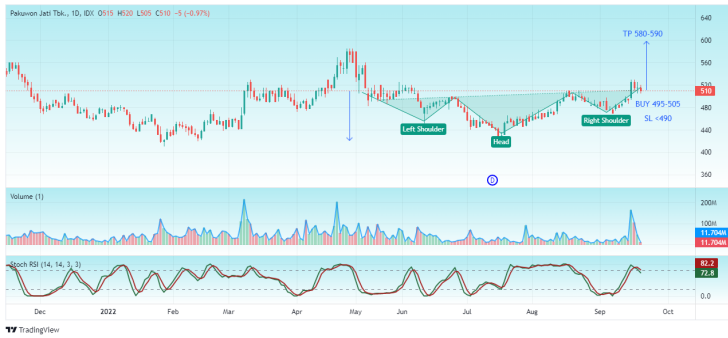 Pakuwon Jati Tbk., 1D, IDX O515 H520 L505 C510 −5 (−0.97%)
640
TP 580-590
600
560
520
510
BUY 495-505
480
SL <490
Left Shoulder
Head
Right Shoulder
440
400
360
D
Volume (1)
200M
100M
11.704M
11.704M
Stoch RSI (14, 14, 3, 3)
82.2
72.8
0.0
Dec 2022 Feb Mar Apr May Jun Jul Aug Sep Oct
TradingView